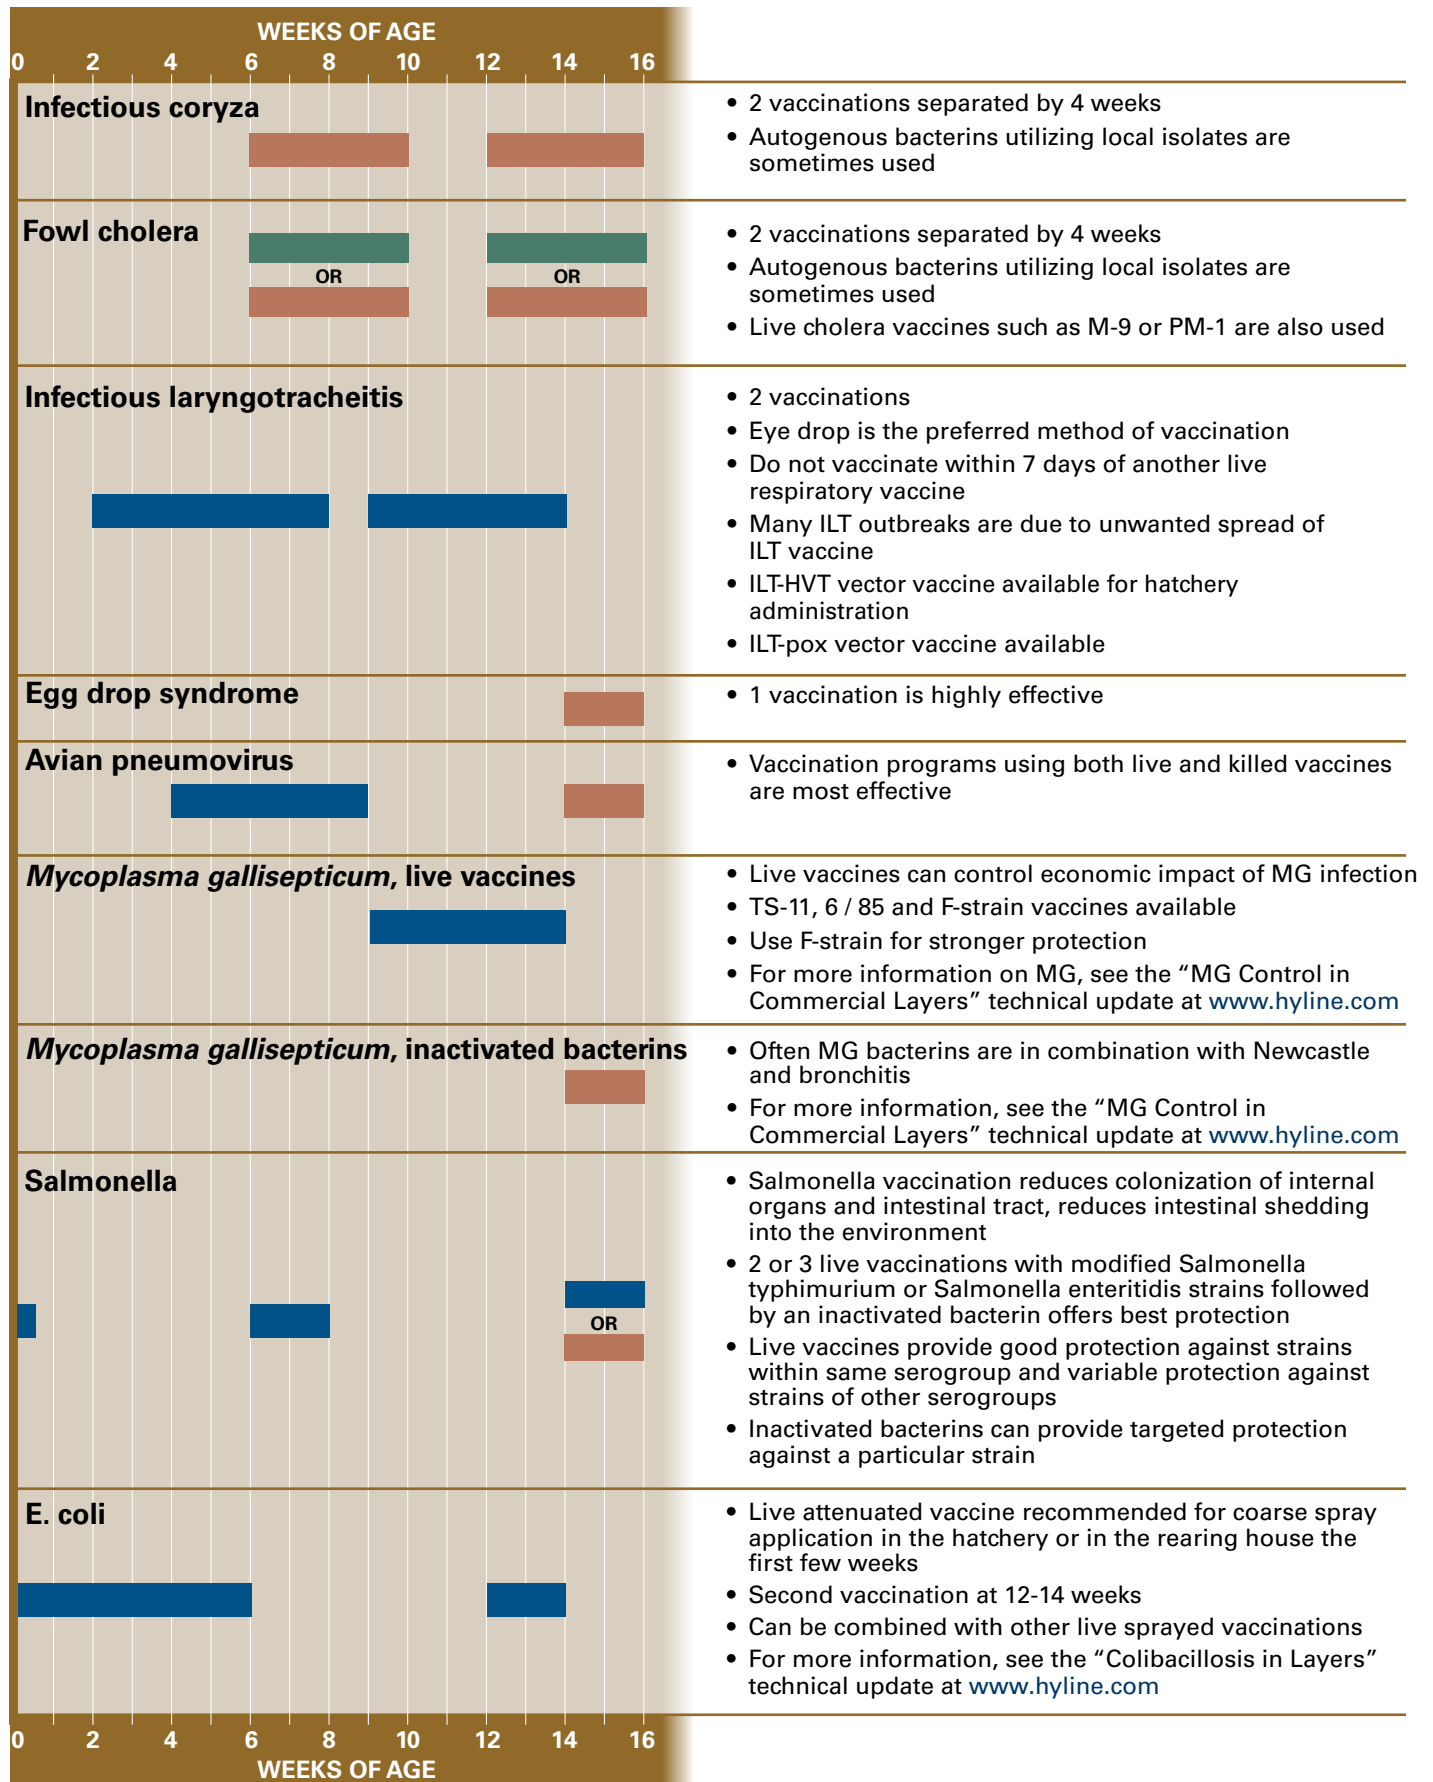 WEEKS OF AGE
0 2 4 6 8 10 12 14 16
Infectious coryza
• 2 vaccinations separated by 4 weeks
• Autogenous bacterins utilizing local isolates are
sometimes used
Fowl cholera
OR OR
• 2 vaccinations separated by 4 weeks
• Autogenous bacterins utilizing local isolates are
sometimes used
• Live cholera vaccines such as M-9 or PM-1 are also used
Infectious laryngotracheitis
• 2 vaccinations
• Eye drop is the preferred method of vaccination
• Do not vaccinate within 7 days of another live
respiratory vaccine
• Many ILT outbreaks are due to unwanted spread of
ILT vaccine
• ILT-HVT vector vaccine available for hatchery
administration
• ILT-pox vector vaccine available
Egg drop syndrome
• 1 vaccination is highly effective
Avian pneumovirus
• Vaccination programs using both live and killed vaccines
are most effective
Mycoplasma gallisepticum, live vaccines
• Live vaccines can control economic impact of MG infection
• TS-11, 6 / 85 and F-strain vaccines available
• Use F-strain for stronger protection
• For more information on MG, see the “MG Control in
Commercial Layers” technical update at www.hyline.com
Mycoplasma gallisepticum, inactivated bacterins
• Often MG bacterins are in combination with Newcastle
and bronchitis
• For more information, see the “MG Control in
Commercial Layers” technical update at www.hyline.com
Salmonella
OR
• Salmonella vaccination reduces colonization of internal
organs and intestinal tract, reduces intestinal shedding
into the environment
• 2 or 3 live vaccinations with modified Salmonella
typhimurium or Salmonella enteritidis strains followed
by an inactivated bacterin offers best protection
• Live vaccines provide good protection against strains
within same serogroup and variable protection against
strains of other serogroups
• Inactivated bacterins can provide targeted protection
against a particular strain
E. coli
• Live attenuated vaccine recommended for coarse spray
application in the hatchery or in the rearing house the
first few weeks
• Second vaccination at 12-14 weeks
• Can be combined with other live sprayed vaccinations
• For more information, see the “Colibacillosis in Layers”
technical update at www.hyline.com
0 2 4 6 8 10 12 14 16
WEEKS OF AGE